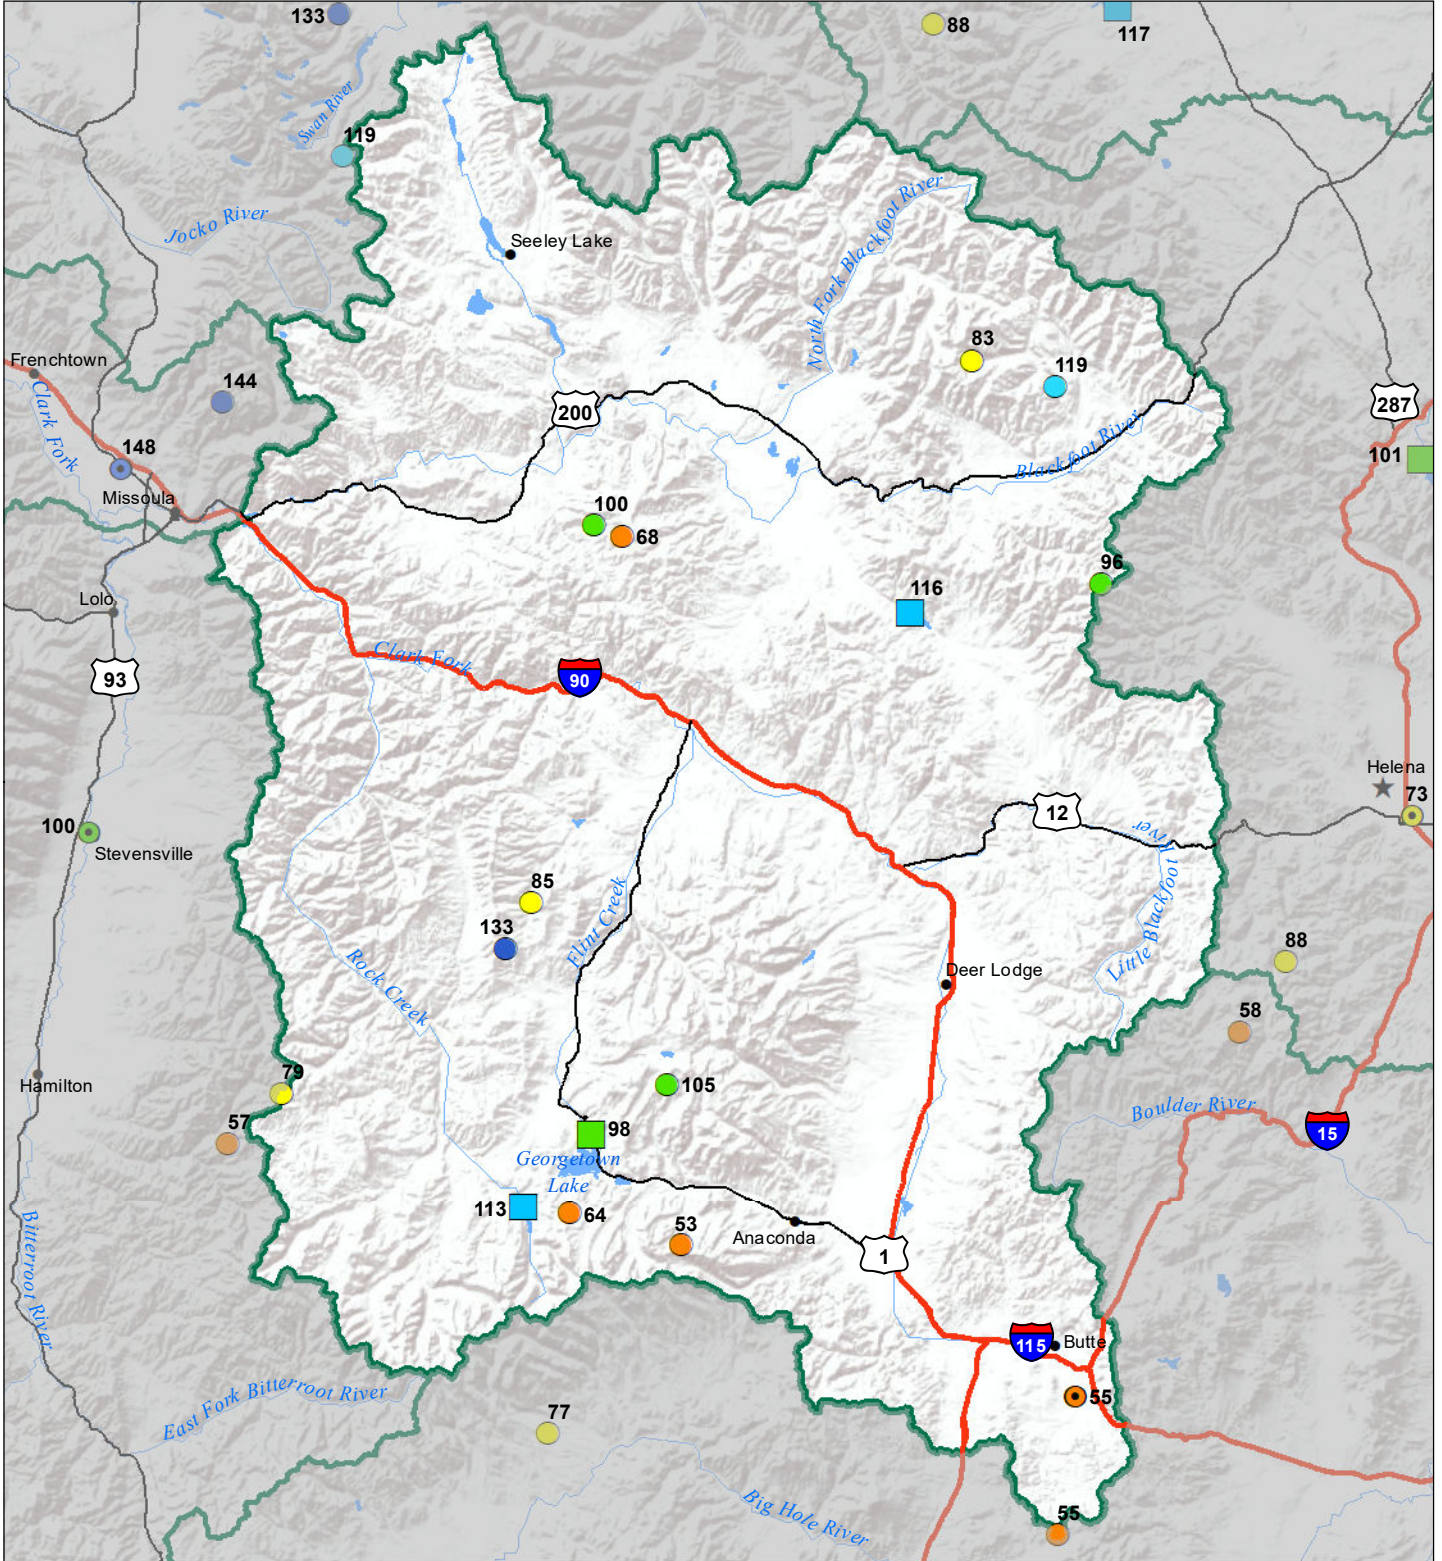 133
88
117
Swan River
119
Jocko River
Seeley Lake
North Fork Blackfoot River
Frenchtown
83
119
144
200
287
Clark Fork
148
Blackfoot River
101
Missoula
100
68
96
116
Lolo
Clark Fork
93
90
Helena
73
12
Little Blackfoot River
100
Stevensville
85
133
Flint Creek
88
Rock Creek
Deer Lodge
58
79
Hamilton
105
57
98
Boulder River
15
Georgetown
Lake
113
64
53
Anaconda
1
Bitterroot River
115
Butte
East Fork Bitterroot River
55
77
Big Hole River
55